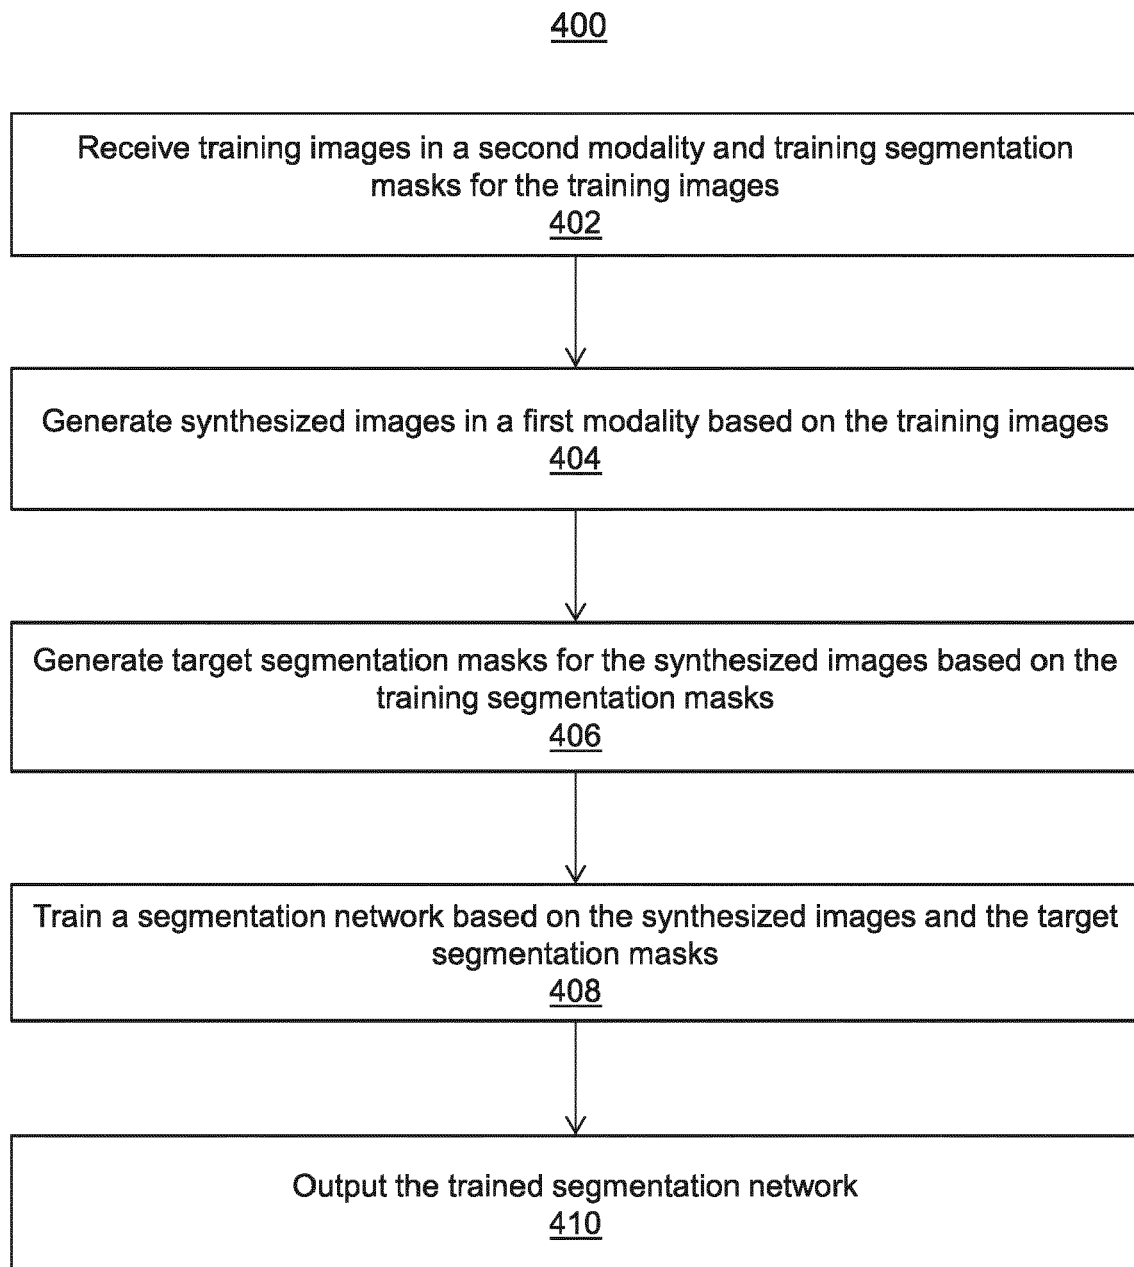 400
Receive training images in a second modality and training segmentation
masks for the training images
402
Generate synthesized images in a first modality based on the training images
404
Generate target segmentation masks for the synthesized images based on the
training segmentation masks
406
Train a segmentation network based on the synthesized images and the target
segmentation masks
408
Output the trained segmentation network
410